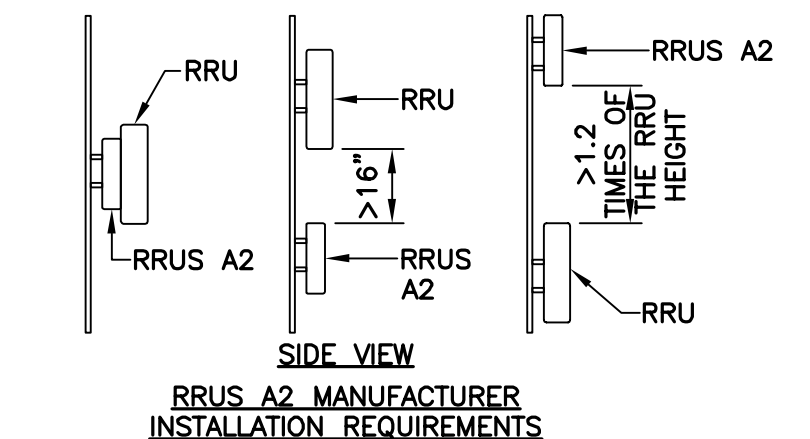 RRU
RRUS A2
RRU
>16”
RRUS
A2
RRUS A2
>1.2
TIMES OF
THE RRU
HEIGHT
RRU
SIDE VIEW
RRUS A2 MANUFACTURER
INSTALLATION REQUIREMENTS